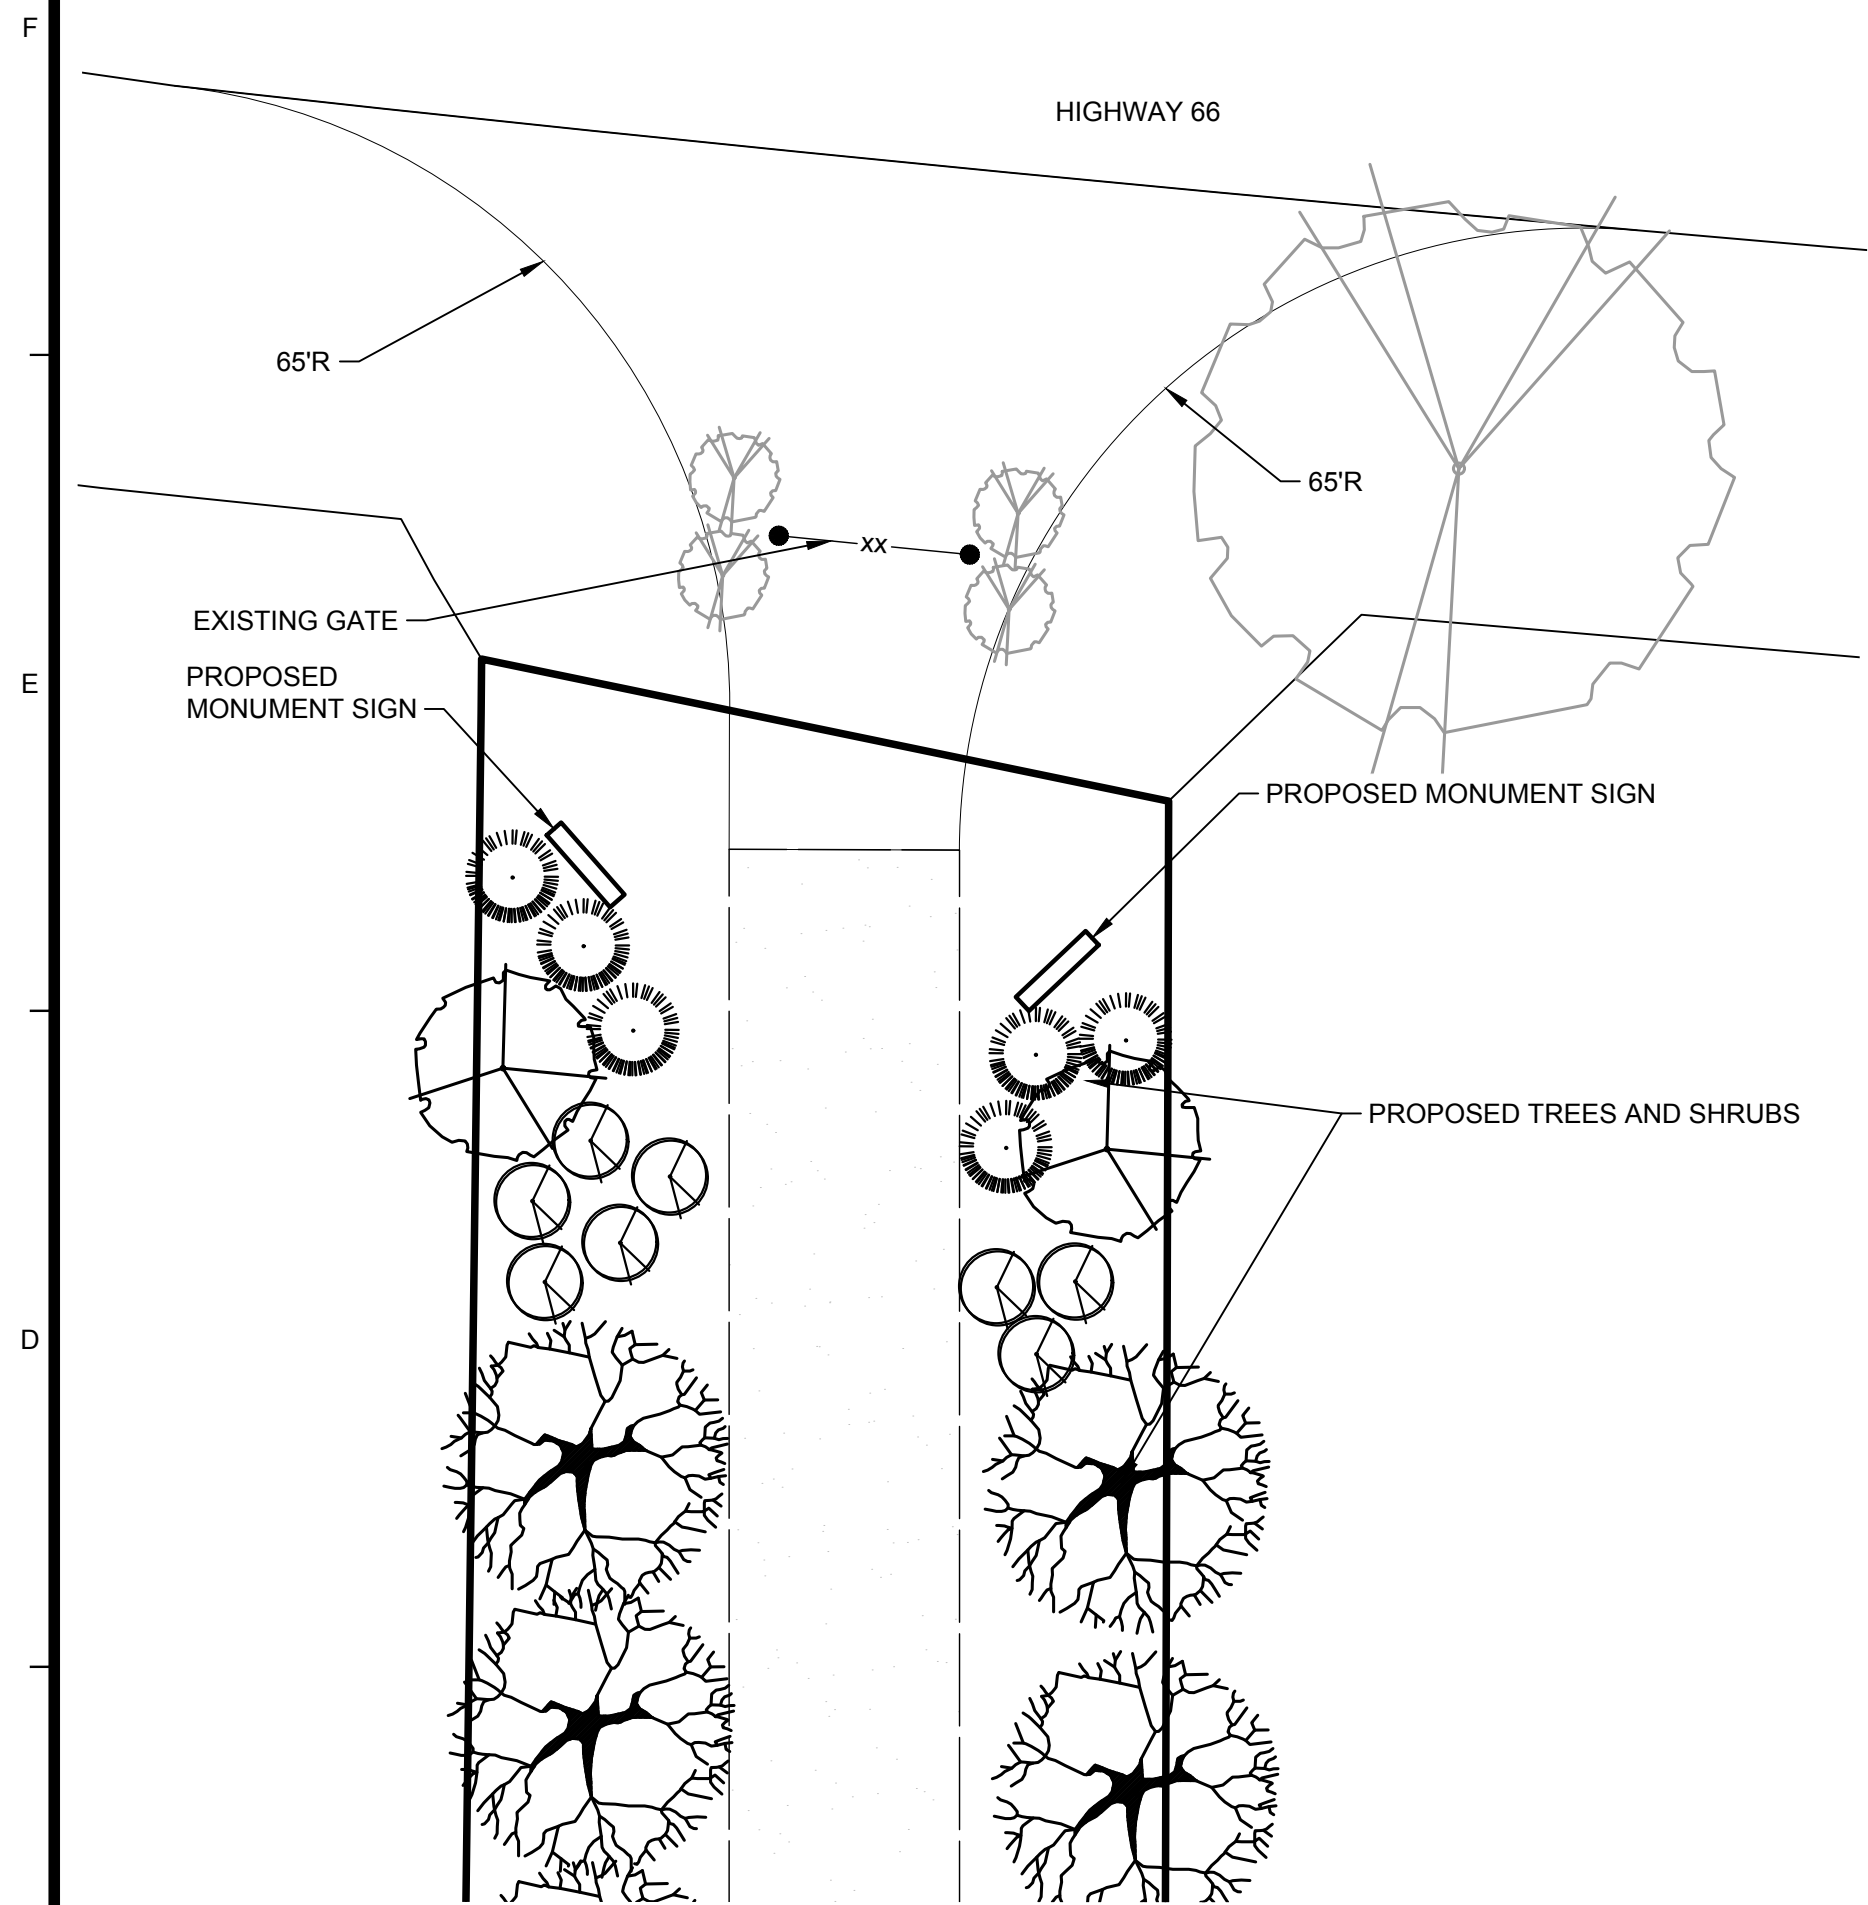 F
HIGHWAY 66
65'R
65'R
xx
EXISTING GATE
E
PROPOSED
MONUMENT SIGN
PROPOSED MONUMENT SIGN
PROPOSED TREES AND SHRUBS
D